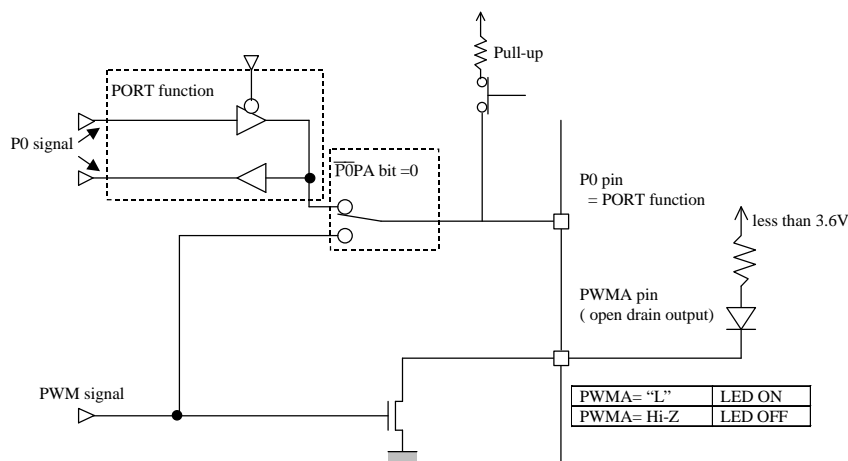 Pull-up
PORT function
P0 signal
P0PA bit =0
P0 pin
= PORT function
less than 3.6V
PWMA pin
( open drain output)
PWM signal
PWMA= “L” LED ON
PWMA= Hi-Z LED OFF